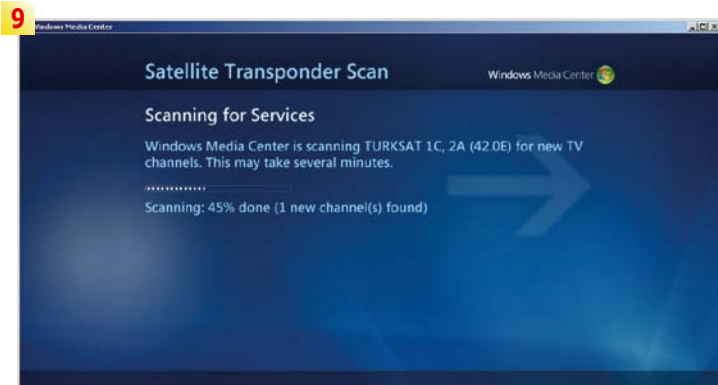 9
Windows Media Center
Satellite Transponder Scan
Windows Media Center
Scanning for Services
Windows Media Center is scanning TURKSAT 1C, 2A (42.0E) for new TV
channels. This may take several minutes.
Scanning: 45% done (1 new channel(s) found)